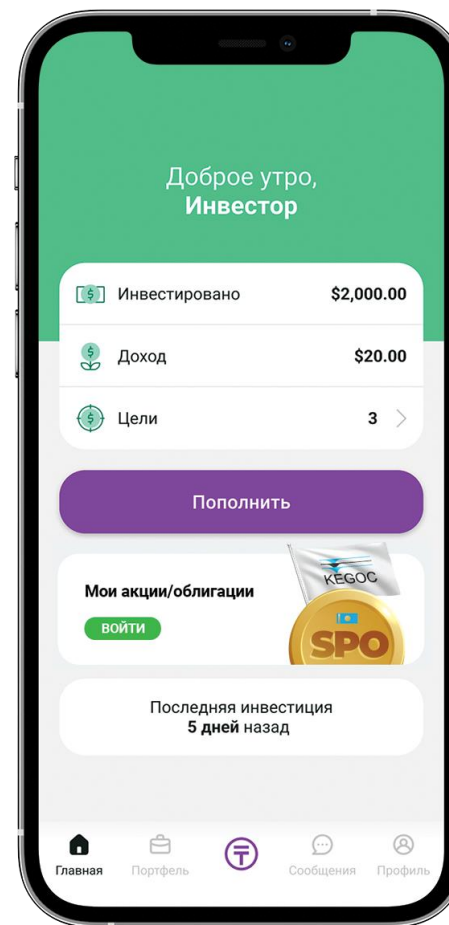 Доброе утро,
Инвестор
Инвестировано $2,000.00
Доход $20.00
Цели 3
Пополнить
KEGOC
Мои акции/облигации
ВОЙТИ
SPO
Последняя инвестиция
5 дней назад
₸
Главная Портфель Сообщения Профиль